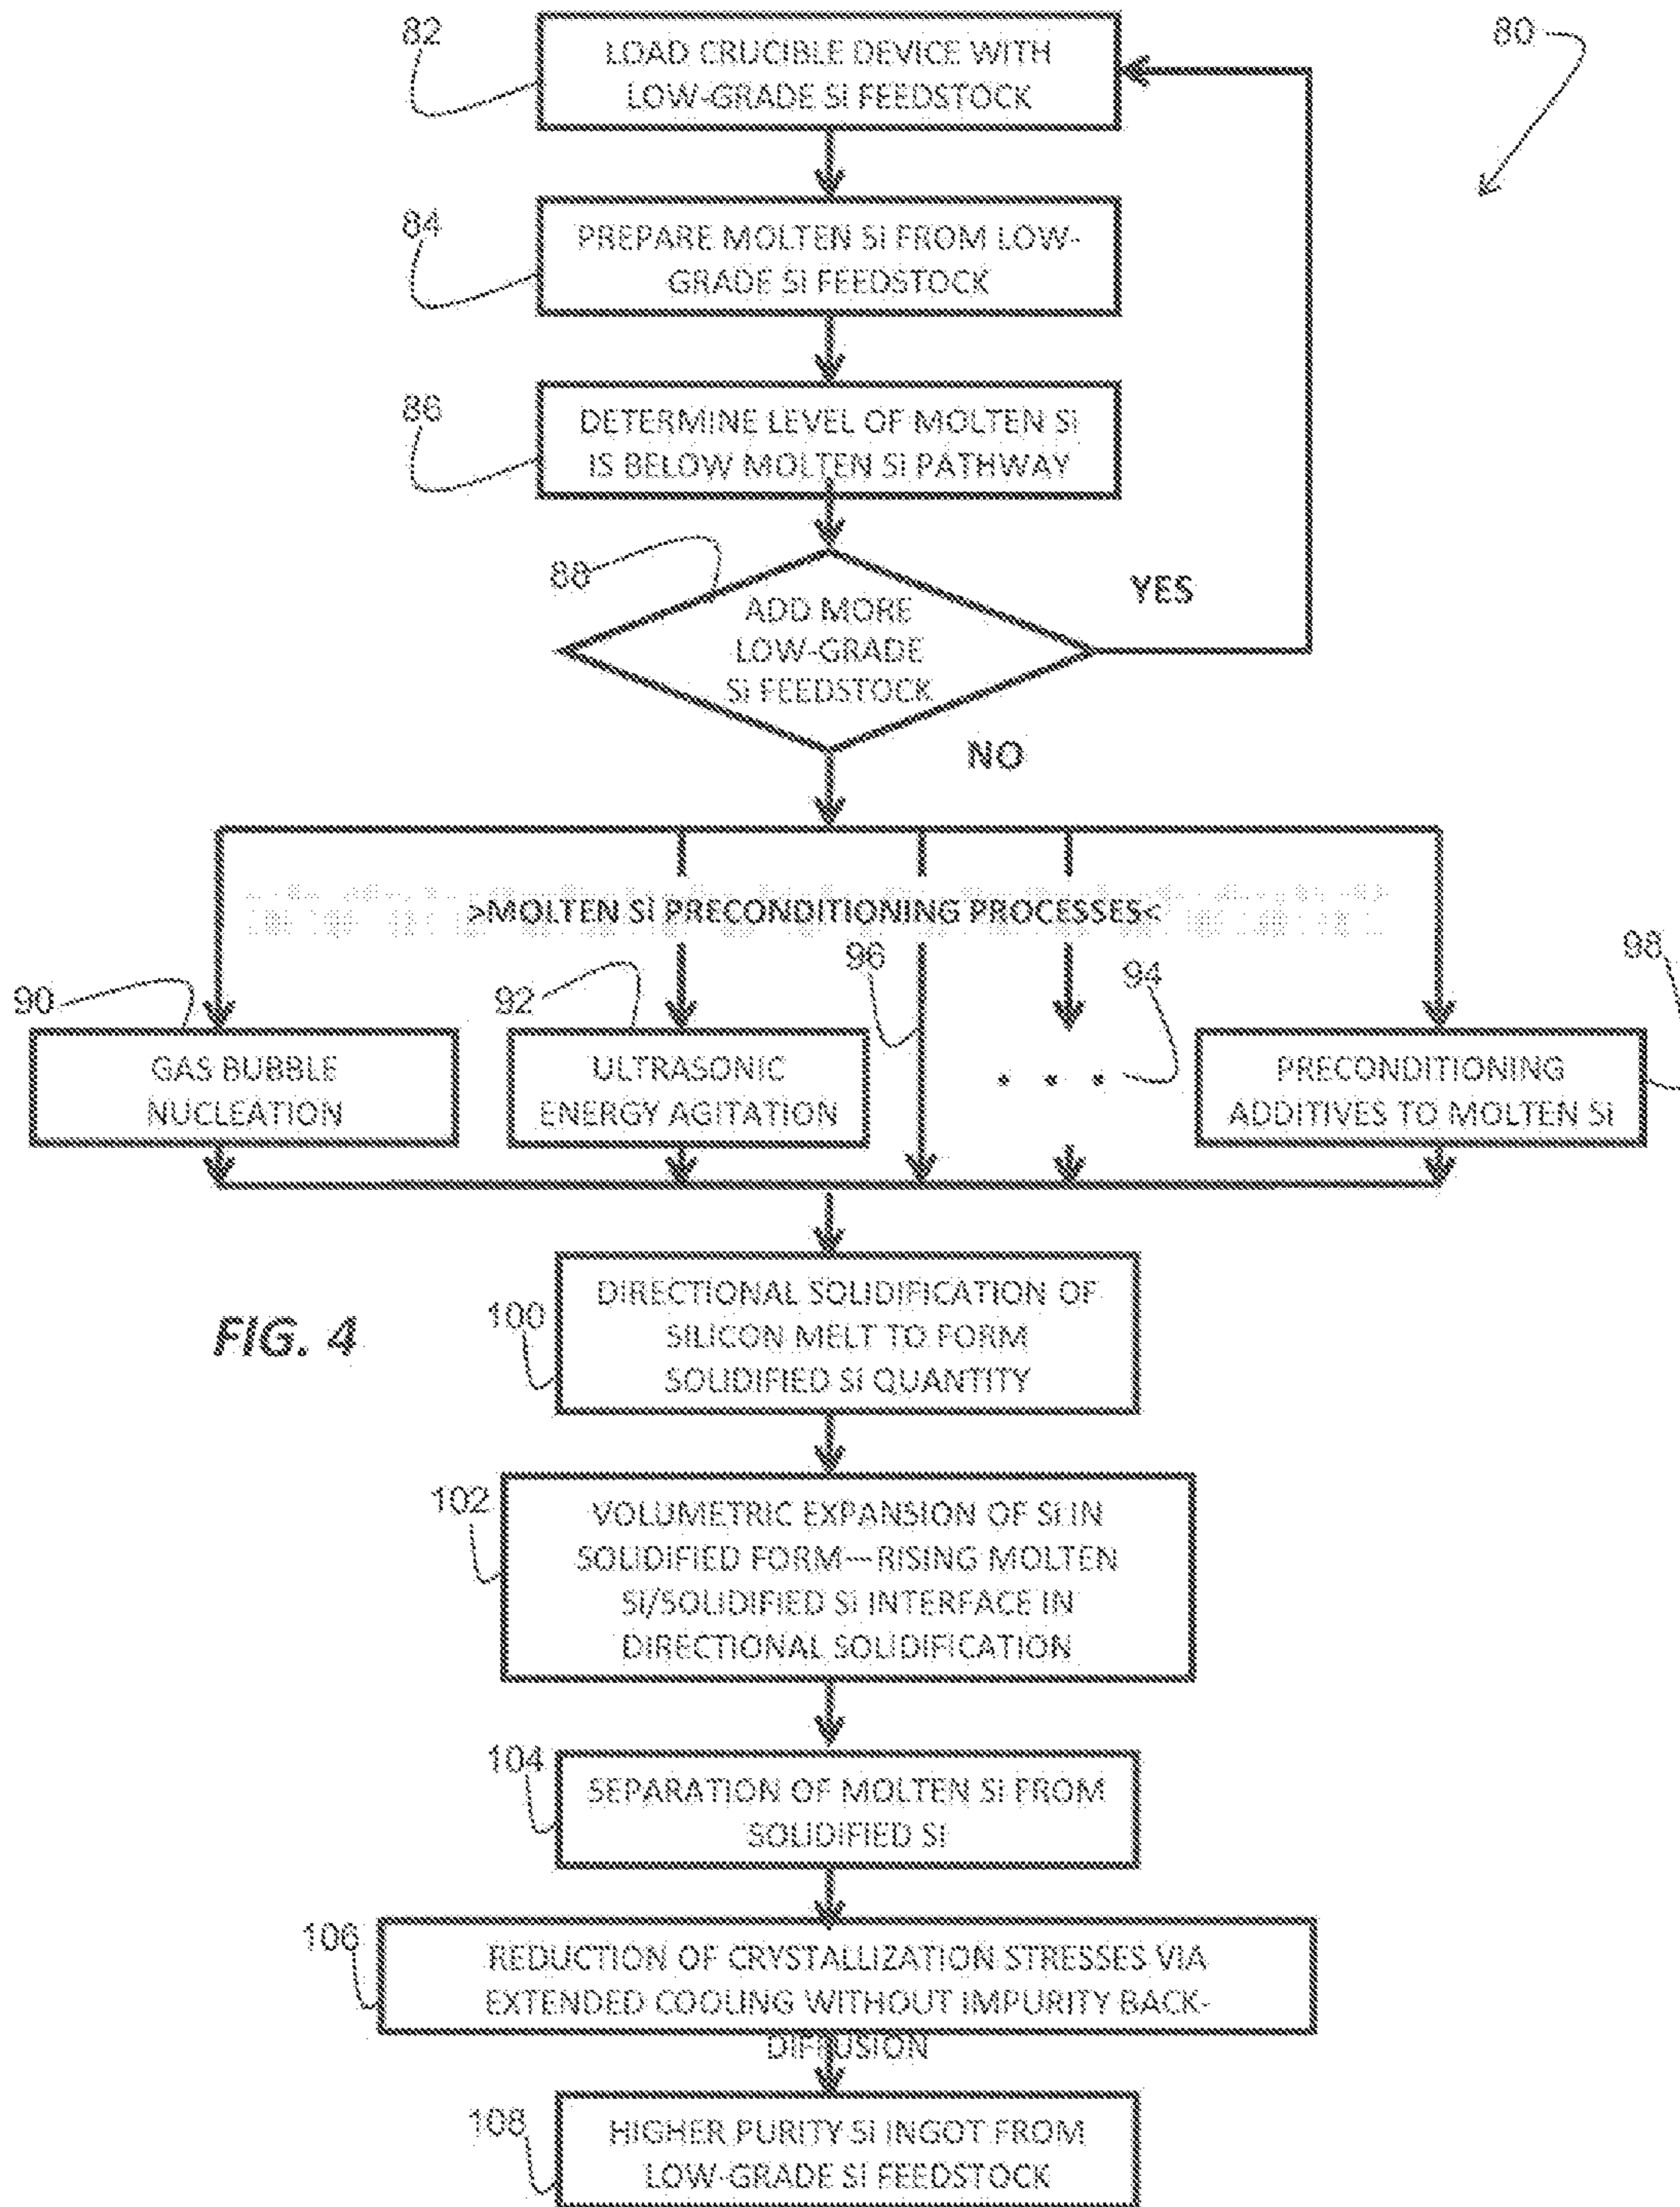 82
LOAD CRUCIBLE DEVICE WITH
LOW-GRADE Si FEEDSTOCK
80
84
PREPARE MOLTEN Si FROM LOW-
GRADE Si FEEDSTOCK
86
DETERMINE LEVEL OF MOLTEN Si
IS BELOW MOLTEN Si PATHWAY
88
ADD MORE
LOW-GRADE
Si FEEDSTOCK
YES
NO
>MOLTEN Si PRECONDITIONING PROCESSES<
90
GAS BUBBLE
NUCLEATION
92
ULTRASONIC
ENERGY AGITATION
96
94
. . .
98
PRECONDITIONING
ADDITIVES TO MOLTEN Si
FIG. 4
100
DIRECTIONAL SOLIDIFICATION OF
SILICON MELT TO FORM
SOLIDIFIED Si QUANTITY
102
VOLUMETRIC EXPANSION OF Si IN
SOLIDIFIED FORM—RISING MOLTEN
Si/SOLIDIFIED Si INTERFACE IN
DIRECTIONAL SOLIDIFICATION
104
SEPARATION OF MOLTEN Si FROM
SOLIDIFIED Si
106
REDUCTION OF CRYSTALLIZATION STRESSES VIA
EXTENDED COOLING WITHOUT IMPURITY BACK-
DIFFUSION
108
HIGHER PURITY Si INGOT FROM
LOW-GRADE Si FEEDSTOCK